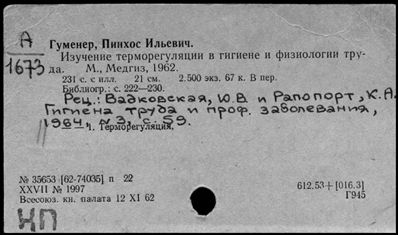 А
1673
Гуменер, Пинхос Ильевич.
Изучение терморегуляции в гигиене и физиологии тру-
да. М., Медгиз, 1962.
231 с. с илл. 21 см. 2.500 экз. 67 к. В пер.
Библиогр.: с. 222—230.
Рец.: Вадковская, Ю.В. и Рапопорт, К.А.
Гигиена труда и проф. заболевания,
1964, №3, с. 59.
1. Терморегуляция.
№ 35653 [62-74035] п 22
XXVII № 1997
Всесоюз. кн. палата 12 XI 62
612.53+[016.3]
Г945
НП